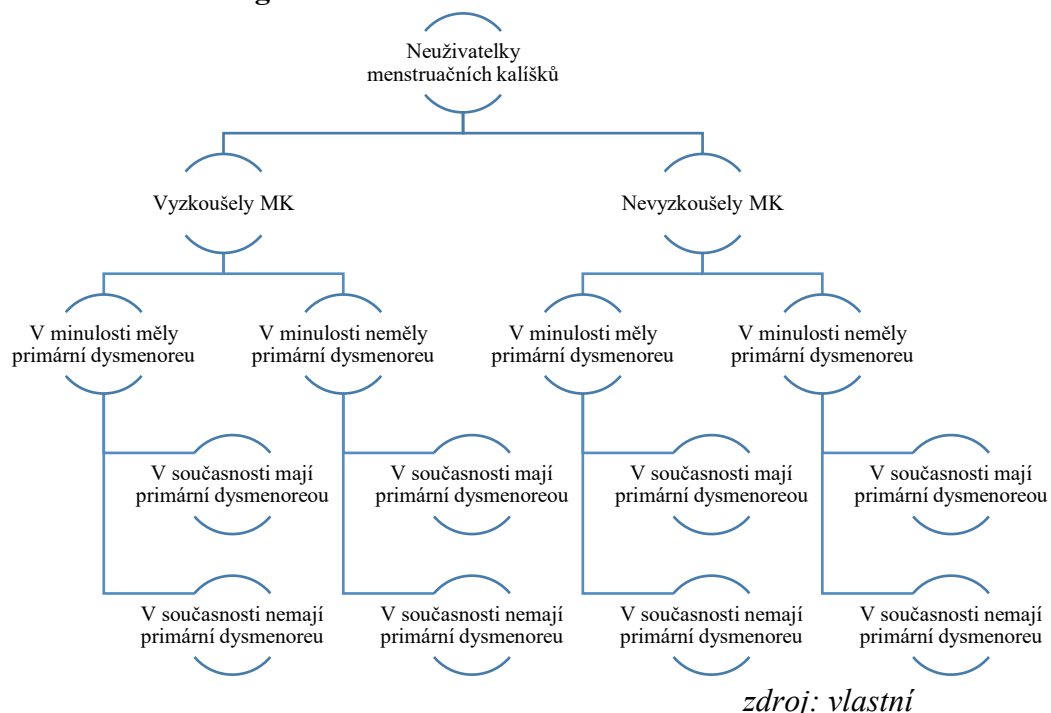 g
Neuživatelky
menstruačních kalíšků
Vyzkoušely MK
Nevyzkoušely MK
V minulosti měly
primární dysmenoreu
V minulosti neměly
primární dysmenoreu
V minulosti měly
primární dysmenoreu
V minulosti neměly
primární dysmenoreu
V současnosti mají
primární dysmenoreou
V současnosti mají
primární dysmenoreou
V současnosti mají
primární dysmenoreou
V současnosti mají
primární dysmenoreou
V současnosti nemají
primární dysmenoreu
V současnosti nemají
primární dysmenoreu
V současnosti nemají
primární dysmenoreu
V současnosti nemají
primární dysmenoreu
zdroj: vlastní